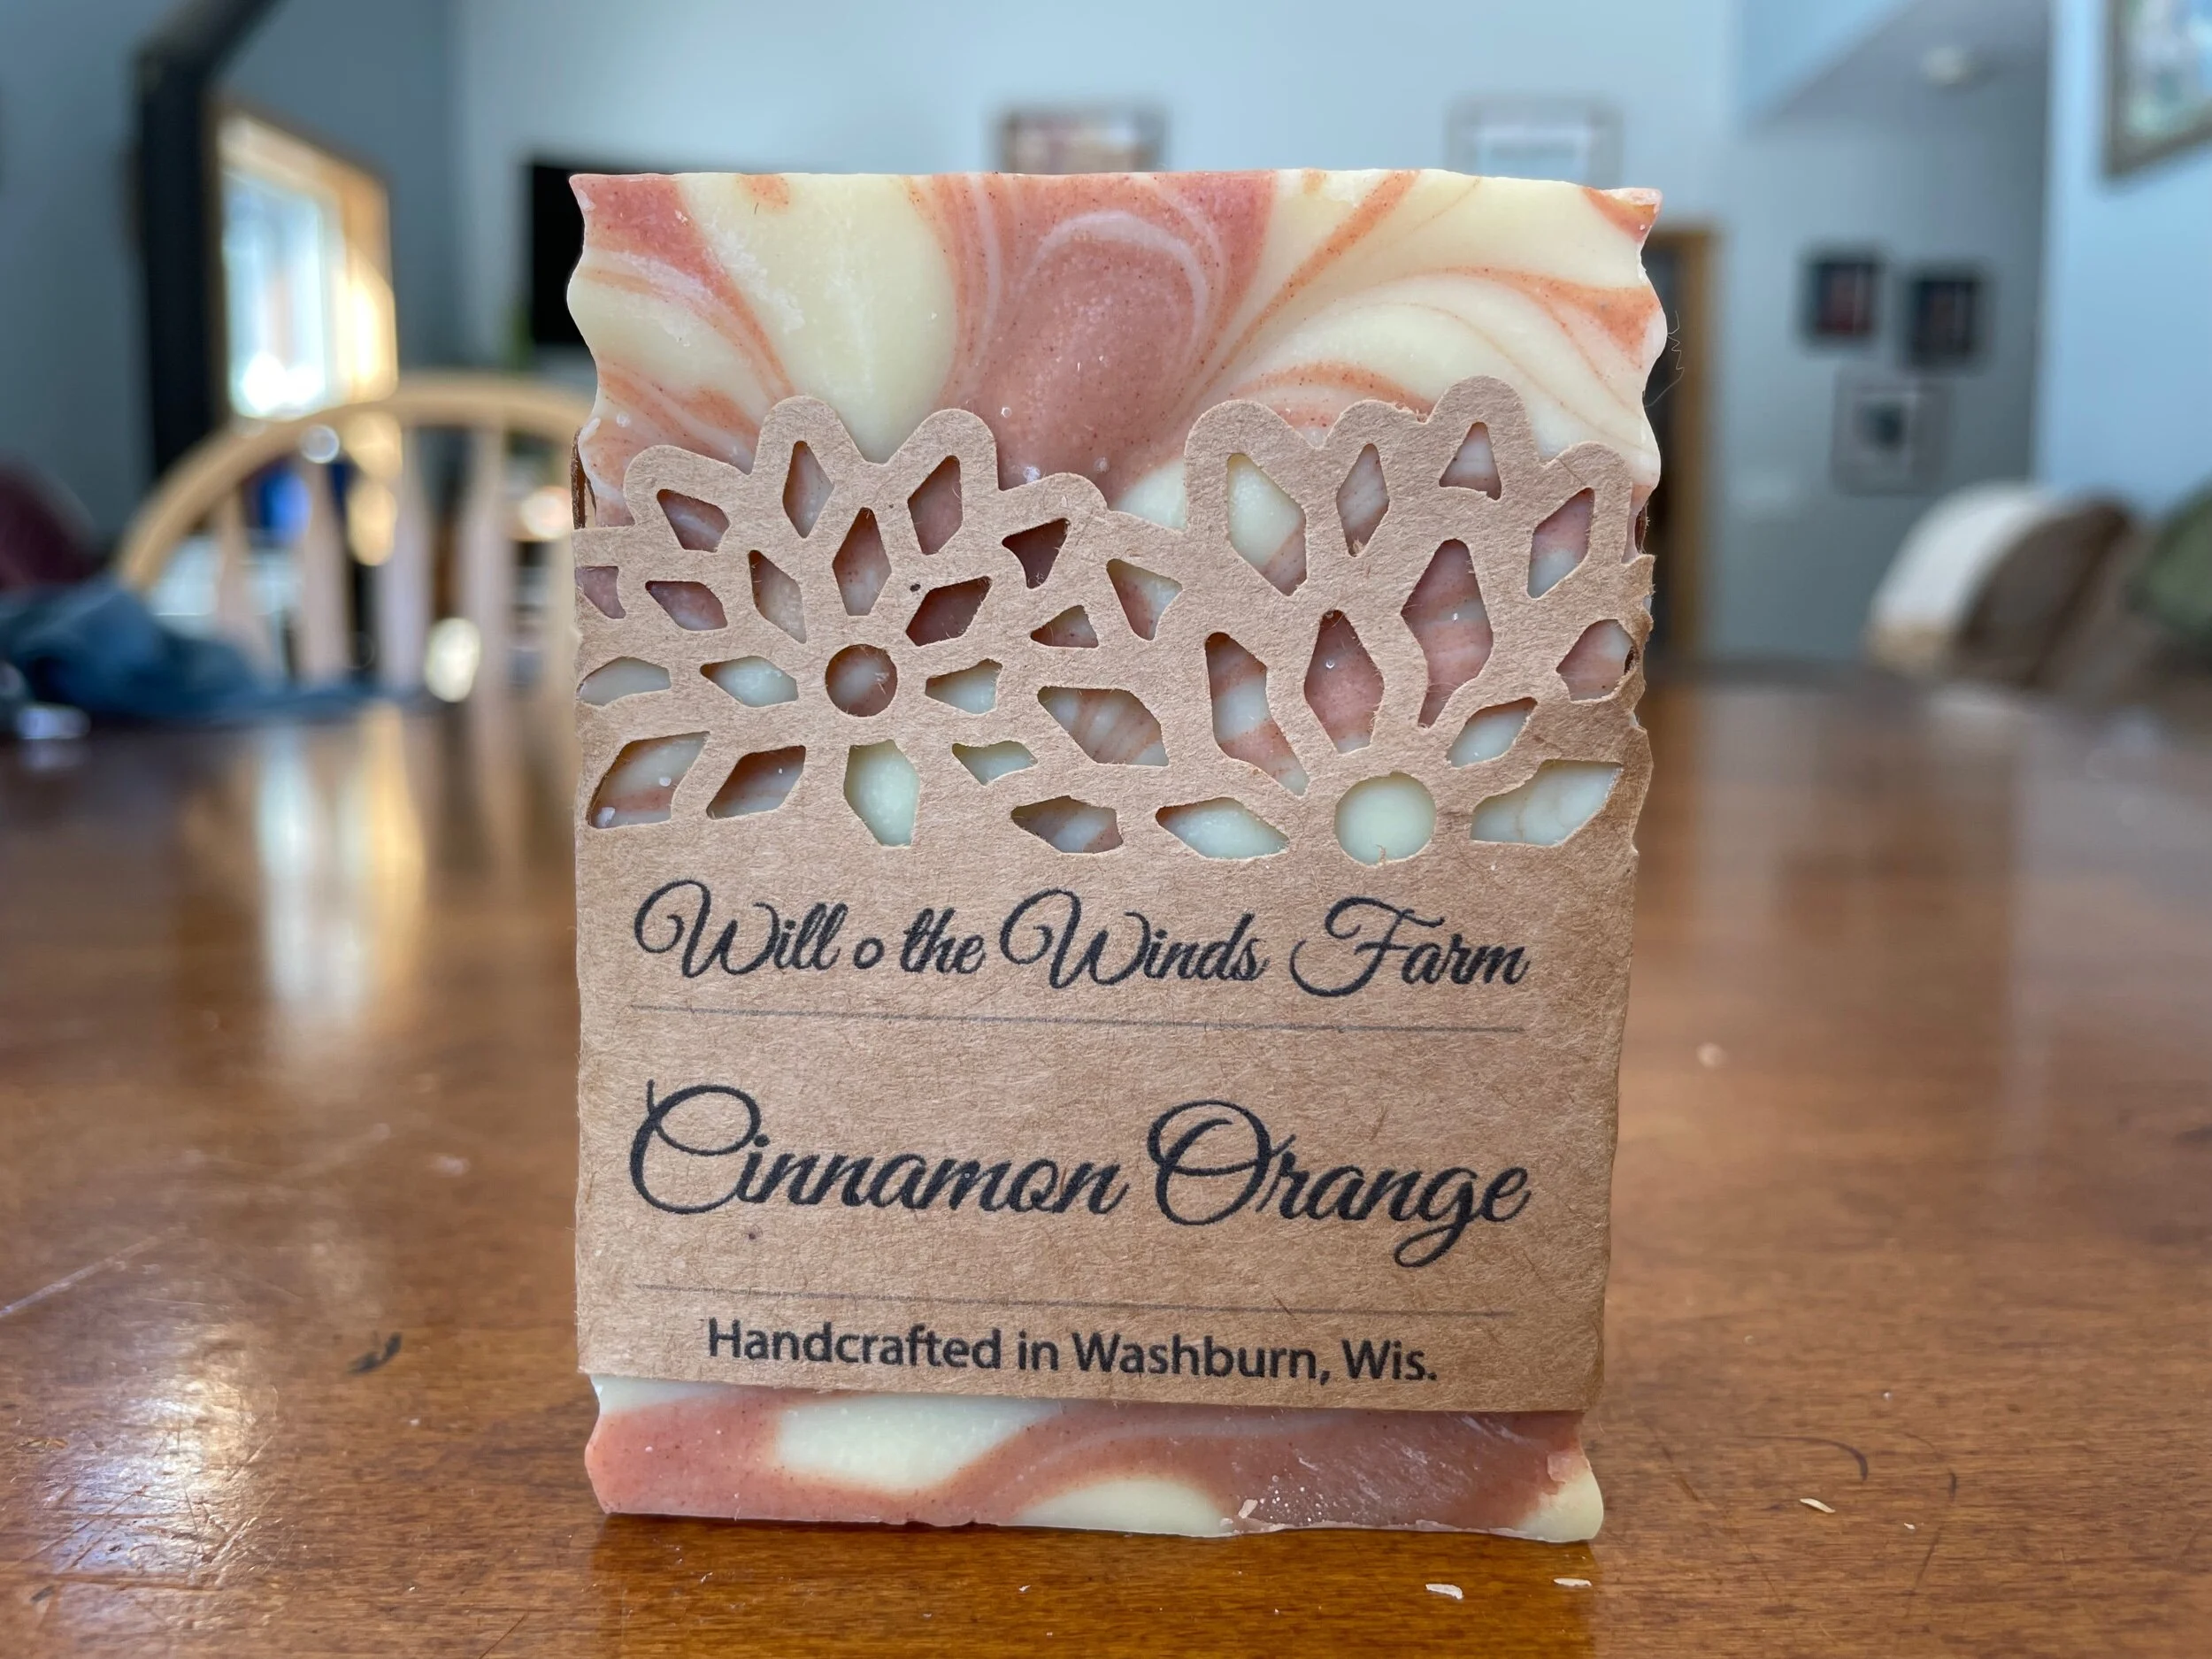 Will o the Winds Farm
Cinnamon Orange
Handcrafted in Washburn, Wis.